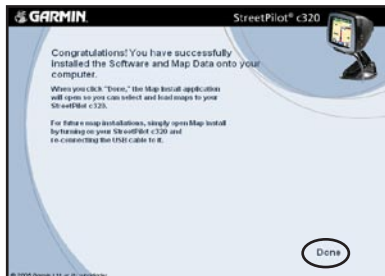 GARMIN
StreetPilot® c320
Congratulations! You have successfully
installed the Software and Map Data onto your
computer.
When you click "Done," the Map Install application
will open so you can select and load maps to your
StreetPilot c320.
For future map installations, simply open Map Install
by turning on your StreetPilot c320 and
re-connecting the USB cable to it.
Done